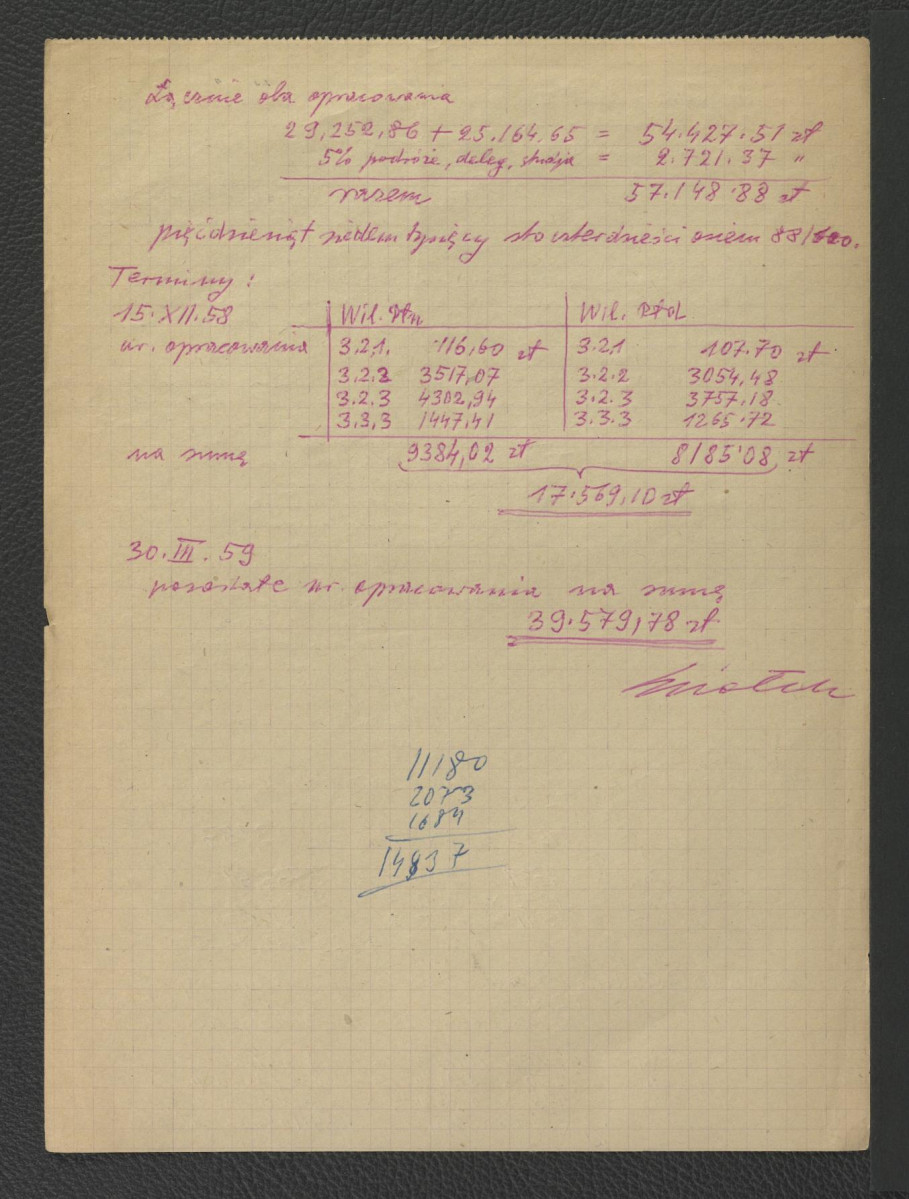 Łącznie oba opracowania
29,252,86 + 25.164.65 = 54.427.51 zł
5% podróże, deleg, studja = 2.721.37 "
razem 57.148.88 zł
pięćdziesiąt siedem tysięcy sto czterdzieści osiem 88/100.
Terminy:
15.XII.58 Wil. Płn Wil. Płd
nr. opracowania 3.2.1. 116,60 zł 3.2.1 107.70 zł
3.2.2 3517,07 3.2.2 3054,48
3.2.3 4302,94 3.2.3 3757,18
3.3.3 1447,41 3.3.3 1265.72
na sumę 9384,02 zł 8185.08 zł
17.569,10 zł
30.III.59
pozostałe nr. opracowania na sumę
39.579,78 zł
11180
2073
1684
14837